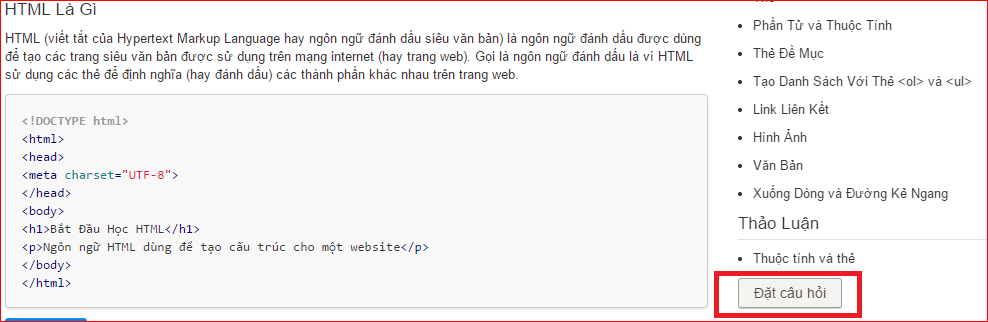 HTML Là Gì
HTML (viết tắt của Hypertext Markup Language hay ngôn ngữ đánh dấu siêu văn bản) là ngôn ngữ đánh dấu được dùng
để tạo các trang siêu văn bản được sử dụng trên mạng internet (hay trang web). Gọi là ngôn ngữ đánh dấu là vì HTML
sử dụng các thẻ để định nghĩa (hay đánh dấu) các thành phần khác nhau trên trang web.
<!DOCTYPE html>
<html>
<head>
<meta charset="UTF-8">
</head>
<body>
<h1>Bắt Đầu Học HTML</h1>
<p>Ngôn ngữ HTML dùng để tạo cấu trúc cho một website</p>
</body>
</html>
Phần Tử và Thuộc Tính
Thẻ Đề Mục
Tạo Danh Sách Với Thẻ <ol> và <ul>
Link Liên Kết
Hình Ảnh
Văn Bản
Xuống Dòng và Đường Kẻ Ngang
Thảo Luận
Thuộc tính và thẻ
Đặt câu hỏi